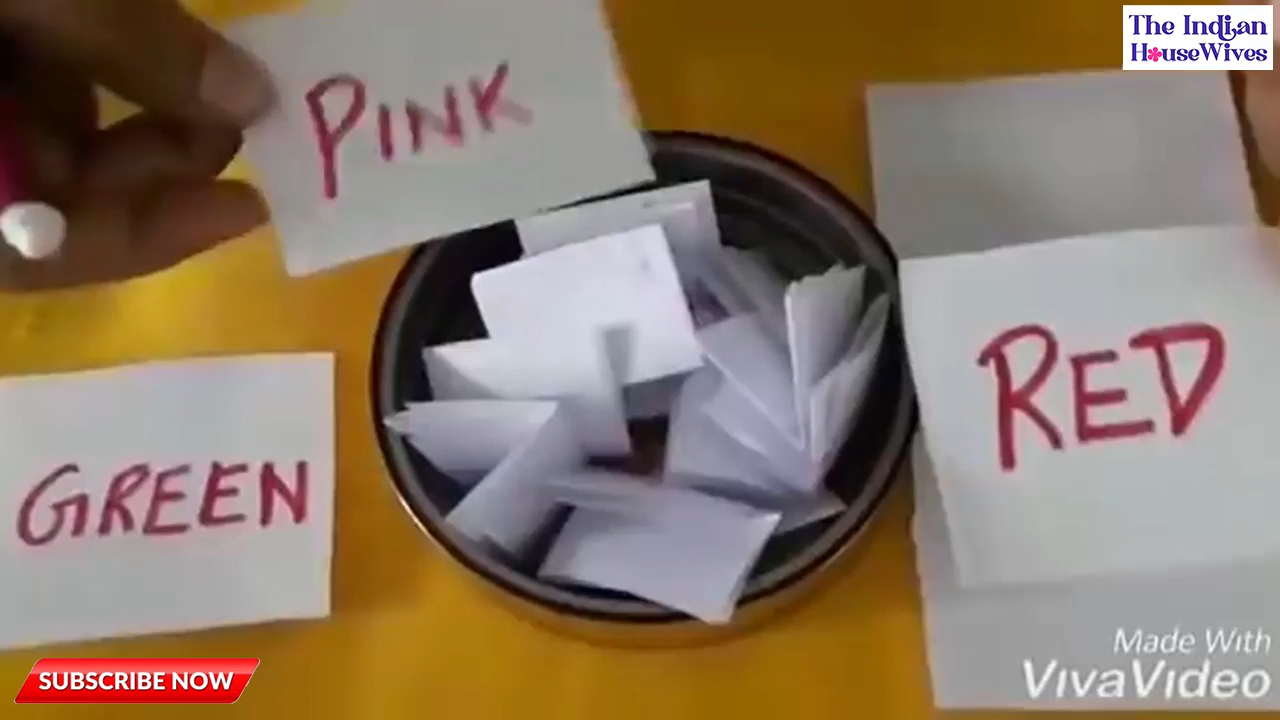 The Indian
HouseWives
PINK
RED
GREEN
SUBSCRIBE NOW
Made With
VivaVideo